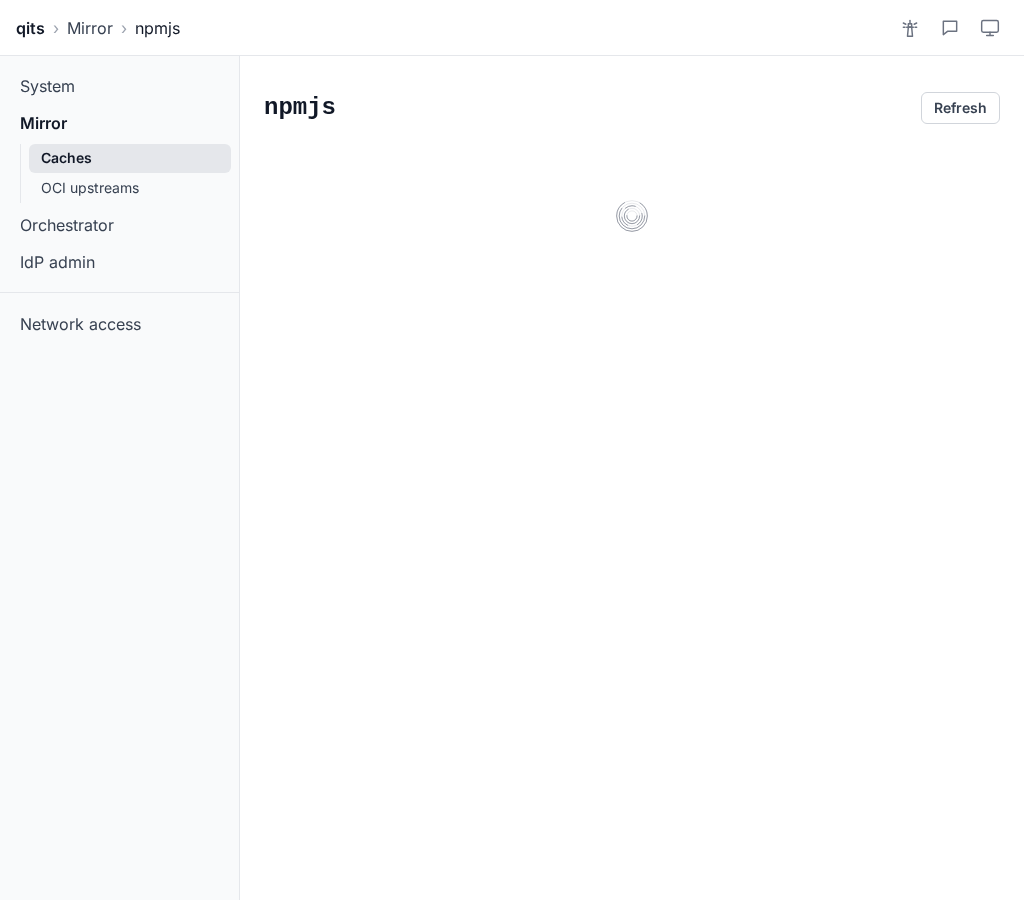 qits › Mirror › npmjs
System
Mirror
Caches
OCI upstreams
Orchestrator
IdP admin
Network access
npmjs
Refresh